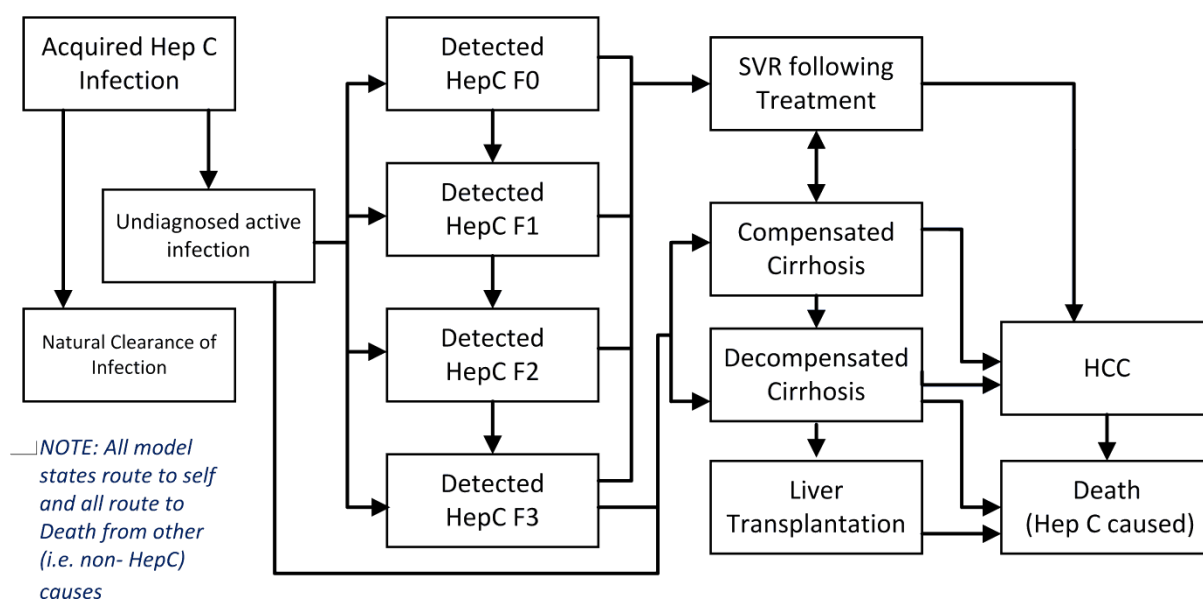 Acquired Hep C
Infection
Undiagnosed active
infection
Natural Clearance of
Infection
NOTE: All model
states route to self
and all route to
Death from other
(i.e. non- HepC)
causes
Detected
HepC F0
Detected
HepC F1
Detected
HepC F2
Detected
HepC F3
SVR following
Treatment
Compensated
Cirrhosis
Decompensated
Cirrhosis
Liver
Transplantation
HCC
Death
(Hep C caused)